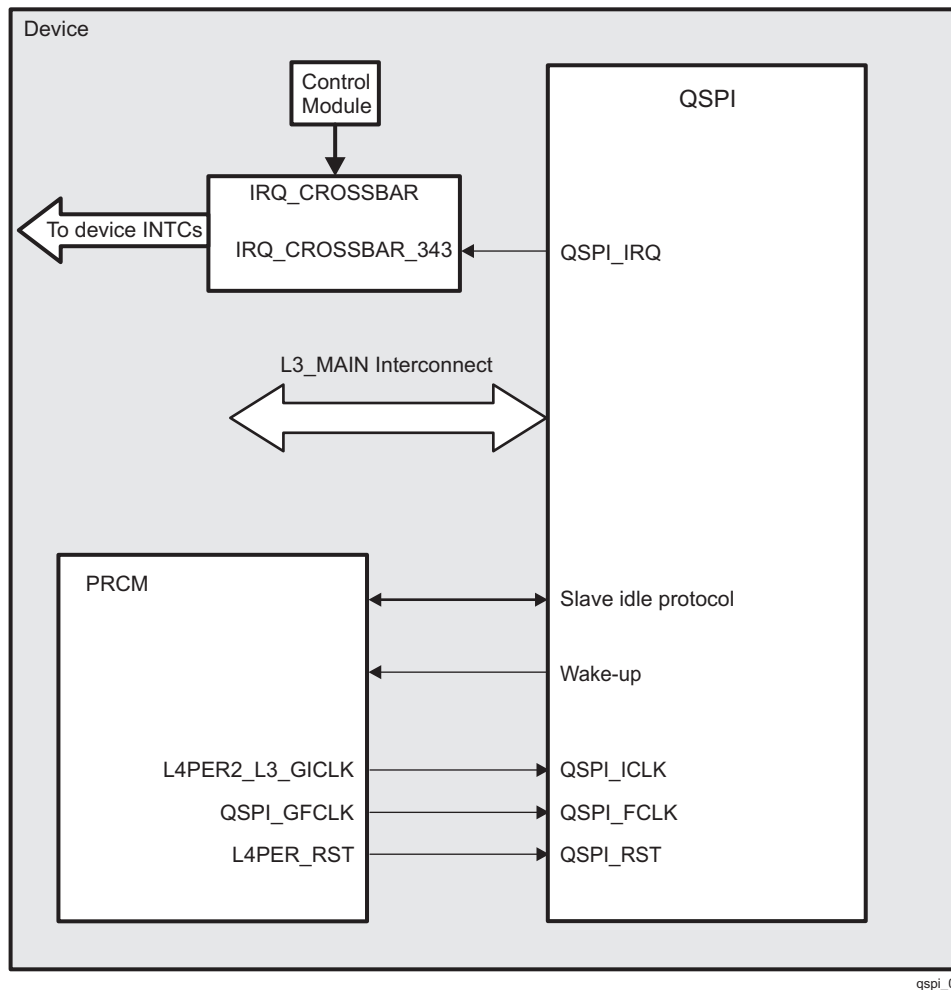 Device
Control
Module
QSPI
IRQ_CROSSBAR
To device INTCs
IRQ_CROSSBAR_343
QSPI_IRQ
L3_MAIN Interconnect
PRCM
Slave idle protocol
Wake-up
L4PER2_L3_GICLK
QSPI_ICLK
QSPI_GFCLK
QSPI_FCLK
L4PER_RST
QSPI_RST